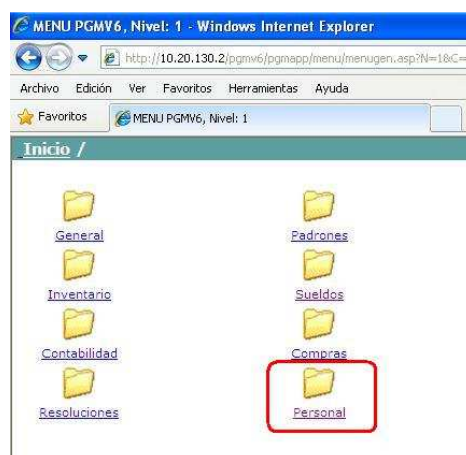 MENU PGMV6, Nivel: 1 - Windows Internet Explorer
http://10.20.130.2/pgmv6/pgmapp/menu/menugen.asp?N=1&C=
Archivo Edición Ver Favoritos Herramientas Ayuda
Favoritos MENU PGMV6, Nivel: 1
Inicio /
General Padrones
Inventario Sueldos
Contabilidad Compras
Resoluciones Personal